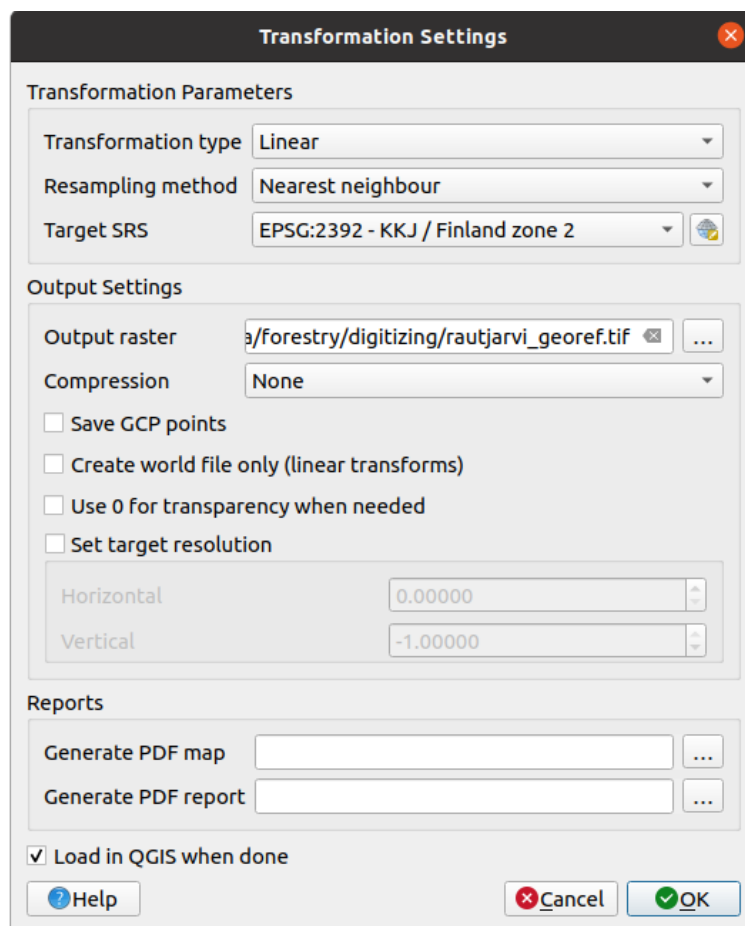 Transformation Settings
Transformation Parameters
Transformation type Linear
Resampling method Nearest neighbour
Target SRS EPSG:2392 - KKJ / Finland zone 2
Output Settings
Output raster a/forestry/digitizing/rautjarvi_georef.tif ...
Compression None
Save GCP points
Create world file only (linear transforms)
Use 0 for transparency when needed
Set target resolution
Horizontal 0.00000
Vertical -1.00000
Reports
Generate PDF map ...
Generate PDF report ...
Load in QGIS when done
Help Cancel OK